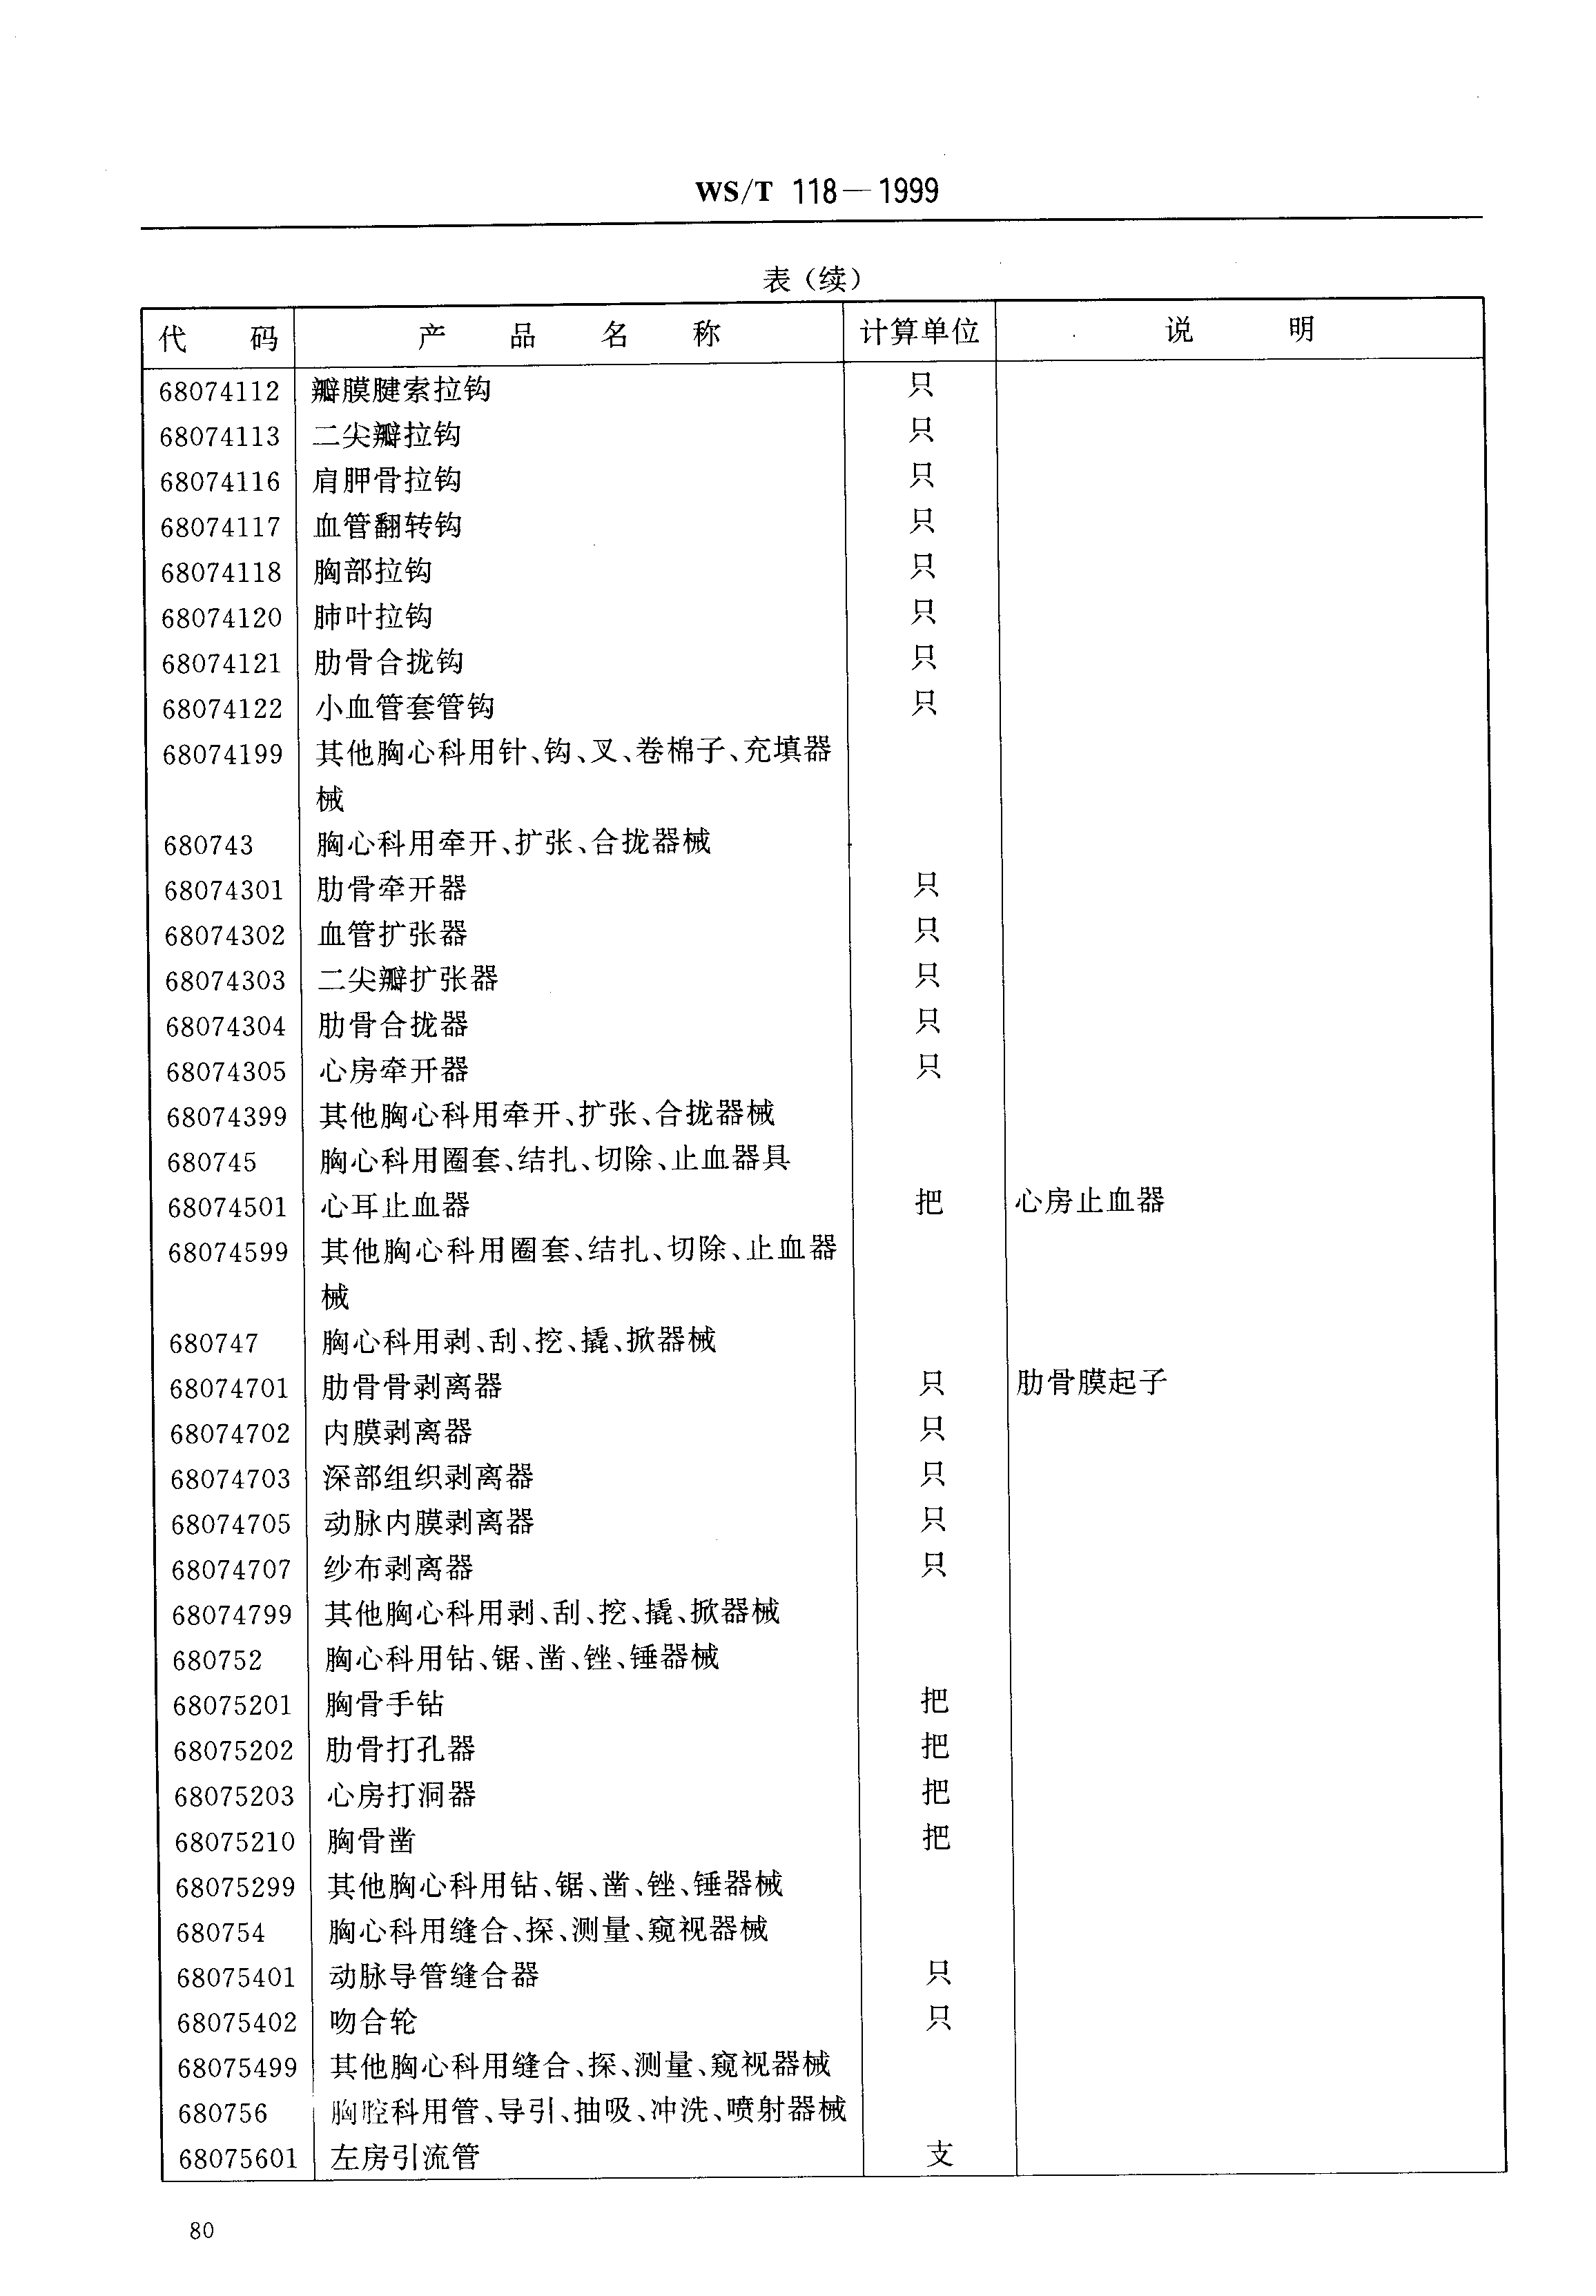 WS/T 118—1999
表（续）
代 码 产 品 名 称 计算单位 说 明
68074112 瓣膜腱索拉钩 只
68074113 二尖瓣拉钩 只
68074116 肩胛骨拉钩 只
68074117 血管翻转钩 只
68074118 胸部拉钩 只
68074120 肺叶拉钩 只
68074121 肋骨合拢钩 只
68074122 小血管套管钩 只
68074199 其他胸心科用针、钩、叉、卷棉子、充填器
械
680743 胸心科用牵开、扩张、合拢器械
68074301 肋骨牵开器 只
68074302 血管扩张器 只
68074303 二尖瓣扩张器 只
68074304 肋骨合拢器 只
68074305 心房牵开器 只
68074399 其他胸心科用牵开、扩张、合拢器械
680745 胸心科用圈套、结扎、切除、止血器具
68074501 心耳止血器 把 心房止血器
68074599 其他胸心科用圈套、结扎、切除、止血器
械
680747 胸心科用剥、刮、挖、撬、掀器械
68074701 肋骨骨剥离器 只 肋骨膜起子
68074702 内膜剥离器 只
68074703 深部组织剥离器 只
68074705 动脉内膜剥离器 只
68074707 纱布剥离器 只
68074799 其他胸心科用剥、刮、挖、撬、掀器械
680752 胸心科用钻、锯、凿、锉、锤器械
68075201 胸骨手钻 把
68075202 肋骨打孔器 把
68075203 心房打洞器 把
68075210 胸骨凿 把
68075299 其他胸心科用钻、锯、凿、锉、锤器械
680754 胸心科用缝合、探、测量、窥视器械
68075401 动脉导管缝合器 只
68075402 吻合轮 只
68075499 其他胸心科用缝合、探、测量、窥视器械
680756 胸腔科用管、导引、抽吸、冲洗、喷射器械
68075601 左房引流管 支
80